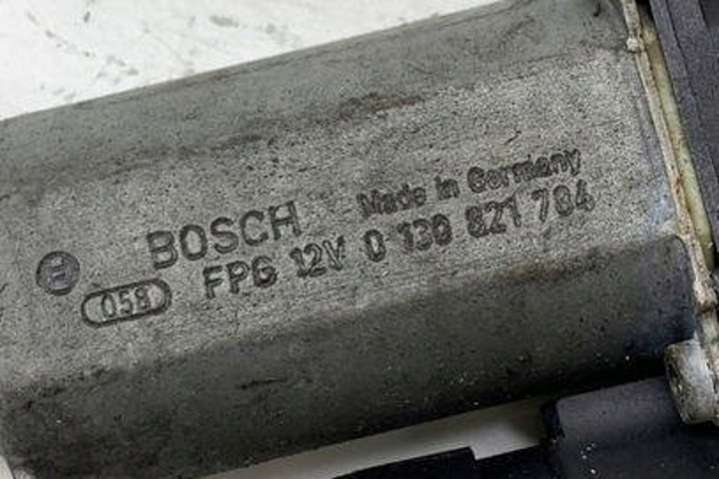 BOSCH Made in Germany
058 FPG 12V 0 130 821 784